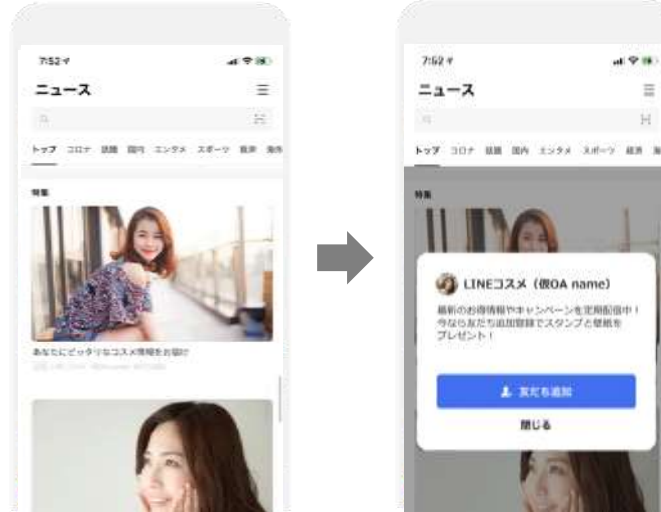 7:52
ニュース
トップ コロナ 話題 国内 エンタメ スポーツ 経済 海外
特集
あなたにピッタリなコスメ情報をお届け
7:52
ニュース
トップ コロナ 話題 国内 エンタメ スポーツ 経済
特集
LINEコスメ（仮OA name）
最新のお得情報やキャンペーンを定期配信中！
今なら友だち追加登録でスタンプと壁紙を
プレゼント！
友だち追加
閉じる